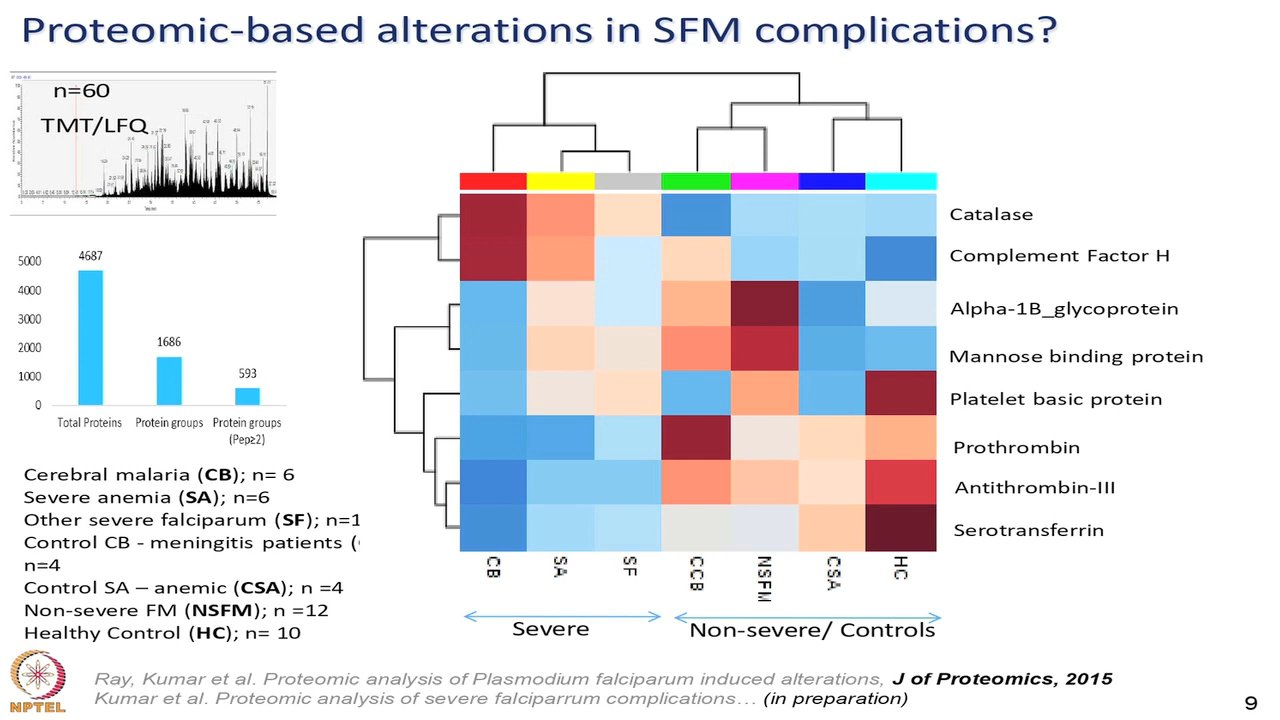 Proteomic-based alterations in SFM complications?
n=60
TMT/LFQ
5000
4000
3000
2000
1000
0
4687
1686
593
Total Proteins
Protein groups
Protein groups
(Pep≥2)
Cerebral malaria (CB); n= 6
Severe anemia (SA); n=6
Other severe falciparum (SF); n=1
Control CB - meningitis patients (
n=4
Control SA – anemic (CSA); n =4
Non-severe FM (NSFM); n =12
Healthy Control (HC); n= 10
Catalase
Complement Factor H
Alpha-1B_glycoprotein
Mannose binding protein
Platelet basic protein
Prothrombin
Antithrombin-III
Serotransferrin
CB
SA
SF
CCB
NSFM
CSA
HC
Severe
Non-severe/ Controls
Ray, Kumar et al. Proteomic analysis of Plasmodium falciparum induced alterations, J of Proteomics, 2015
Kumar et al. Proteomic analysis of severe falciparrum complications… (in preparation)
NPTEL
9